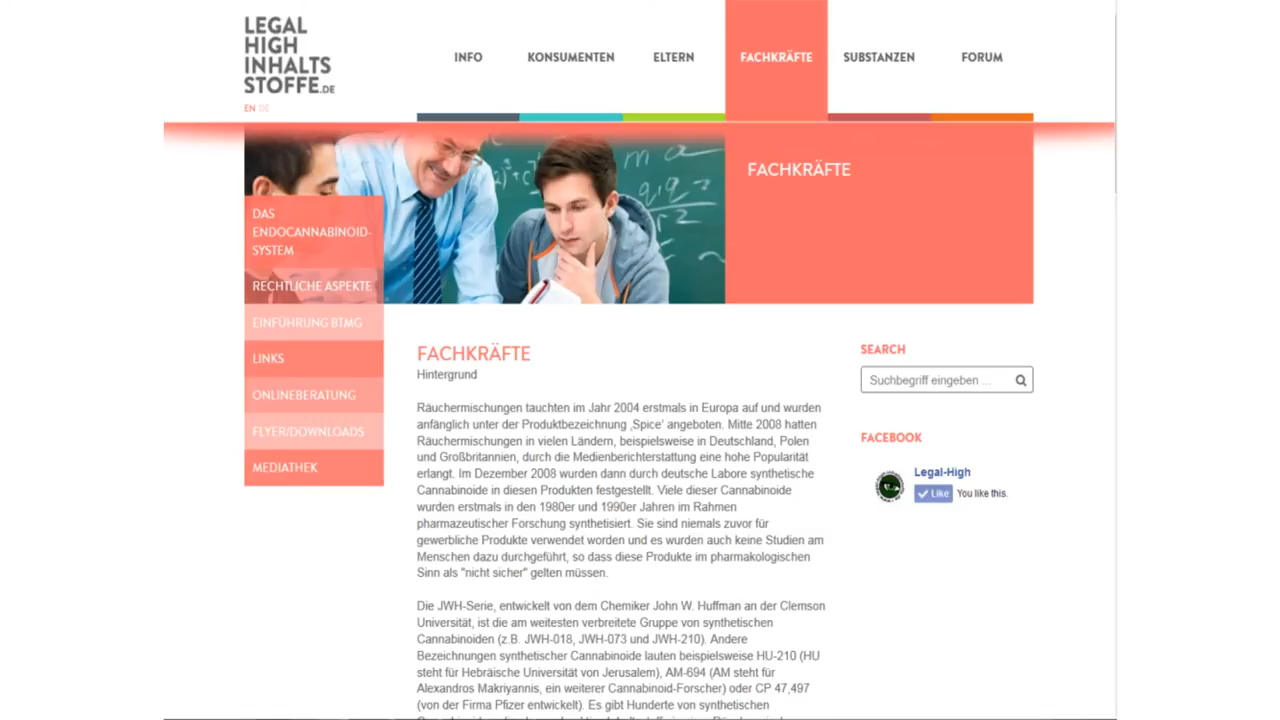 LEGAL
HIGH
INHALTS
STOFFE.DE
EN DE
INFO
KONSUMENTEN
ELTERN
FACHKRÄFTE
SUBSTANZEN
FORUM
FACHKRÄFTE
DAS
ENDOCANNABINOID-
SYSTEM
RECHTLICHE ASPEKTE
EINFÜHRUNG BTMG
LINKS
ONLINEBERATUNG
FLYER/DOWNLOADS
MEDIATHEK
FACHKRÄFTE
Hintergrund
Räuchermischungen tauchten im Jahr 2004 erstmals in Europa auf und wurden
anfänglich unter der Produktbezeichnung ‚Spice' angeboten. Mitte 2008 hatten
Räuchermischungen in vielen Ländern, beispielsweise in Deutschland, Polen
und Großbritannien, durch die Medienberichterstattung eine hohe Popularität
erlangt. Im Dezember 2008 wurden dann durch deutsche Labore synthetische
Cannabinoide in diesen Produkten festgestellt. Viele dieser Cannabinoide
wurden erstmals in den 1980er und 1990er Jahren im Rahmen
pharmazeutischer Forschung synthetisiert. Sie sind niemals zuvor für
gewerbliche Produkte verwendet worden und es wurden auch keine Studien am
Menschen dazu durchgeführt, so dass diese Produkte im pharmakologischen
Sinn als "nicht sicher" gelten müssen.
Die JWH-Serie, entwickelt von dem Chemiker John W. Huffman an der Clemson
Universität, ist die am weitesten verbreitete Gruppe von synthetischen
Cannabinoiden (z.B. JWH-018, JWH-073 und JWH-210). Andere
Bezeichnungen synthetischer Cannabinoide lauten beispielsweise HU-210 (HU
steht für Hebräische Universität von Jerusalem), AM-694 (AM steht für
Alexandros Makriyannis, ein weiterer Cannabinoid-Forscher) oder CP 47,497
(von der Firma Pfizer entwickelt). Es gibt Hunderte von synthetischen
SEARCH
Suchbegriff eingeben ...
FACEBOOK
Legal-High
Like You like this.